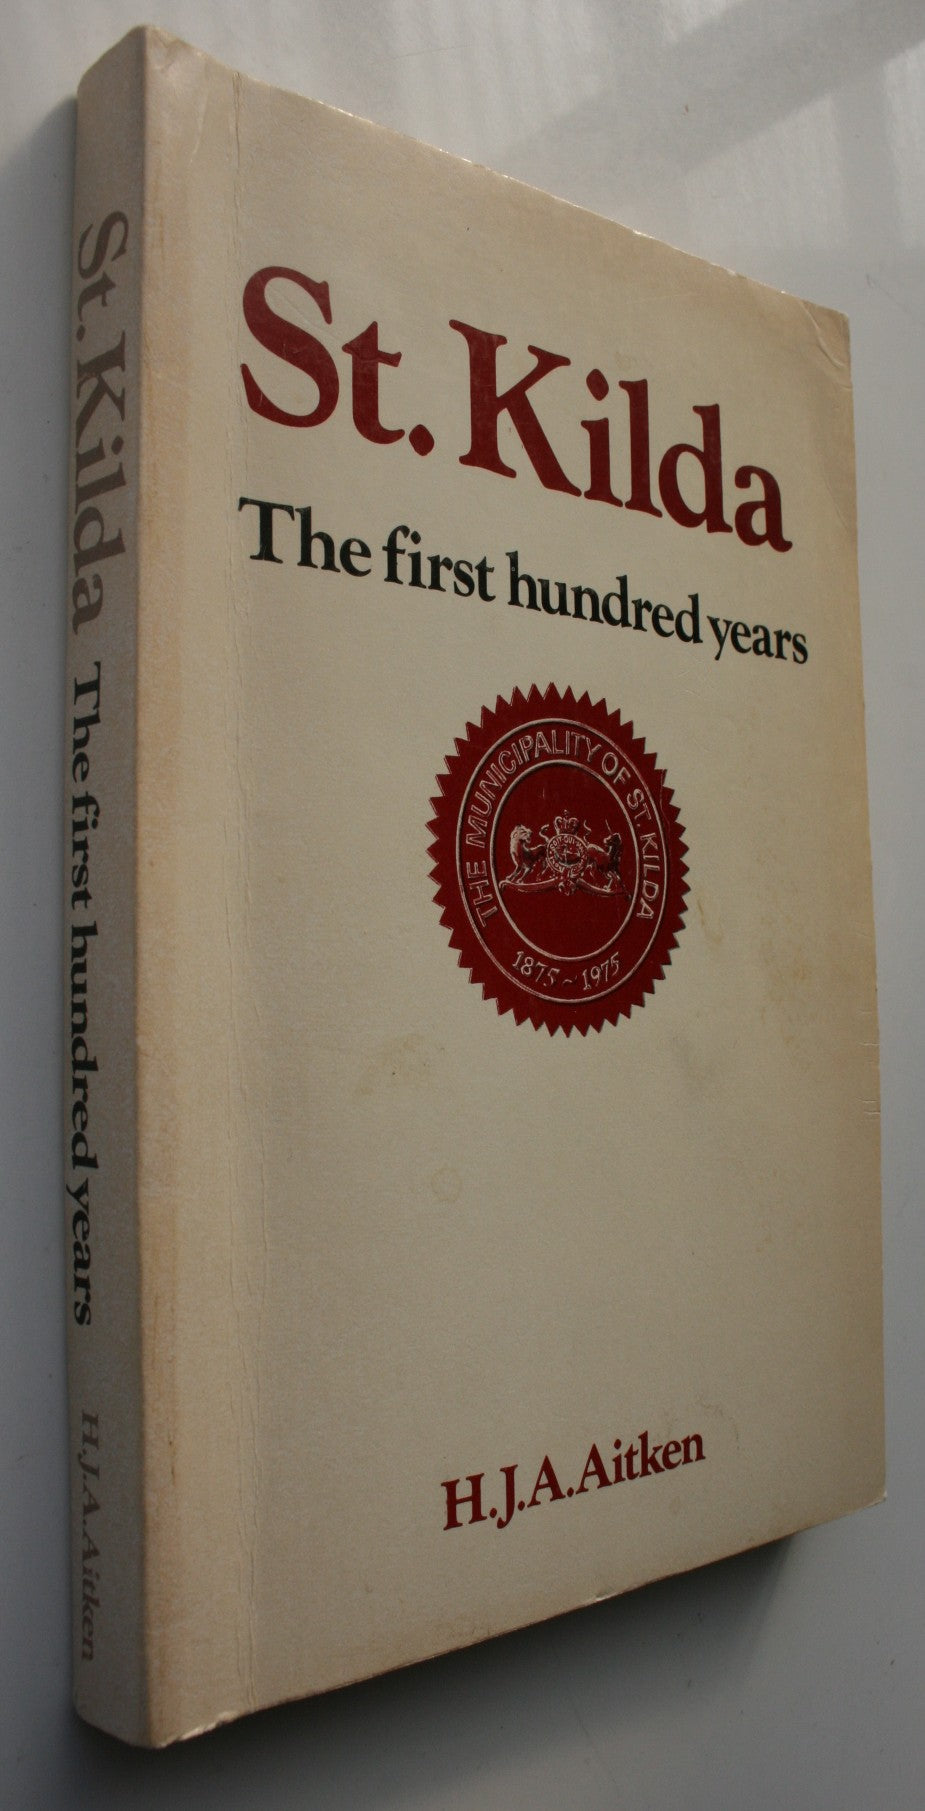 St. Kilda
The first hundred years
THE MUNICIPALITY OF ST. KILDA
1875~1975
H.J.A. Aitken
St. Kilda The first hundred years H.J.A. Aitken